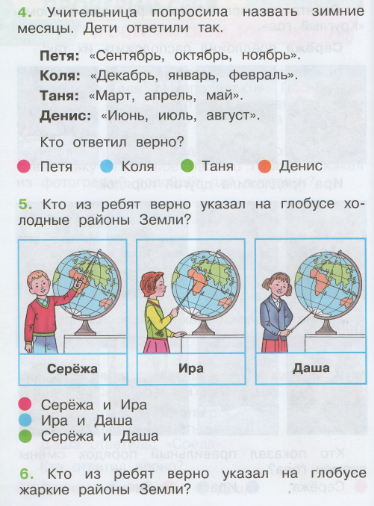 4. Учительница попросила назвать зимние
месяцы. Дети ответили так.
Петя: «Сентябрь, октябрь, ноябрь».
Коля: «Декабрь, январь, февраль».
Таня: «Март, апрель, май».
Денис: «Июнь, июль, август».
Кто ответил верно?
Петя Коля Таня Денис
5. Кто из ребят верно указал на глобусе хо-
лодные районы Земли?
Серёжа Ира Даша
Серёжа и Ира
Ира и Даша
Серёжа и Даша
6. Кто из ребят верно указал на глобусе
жаркие районы Земли?